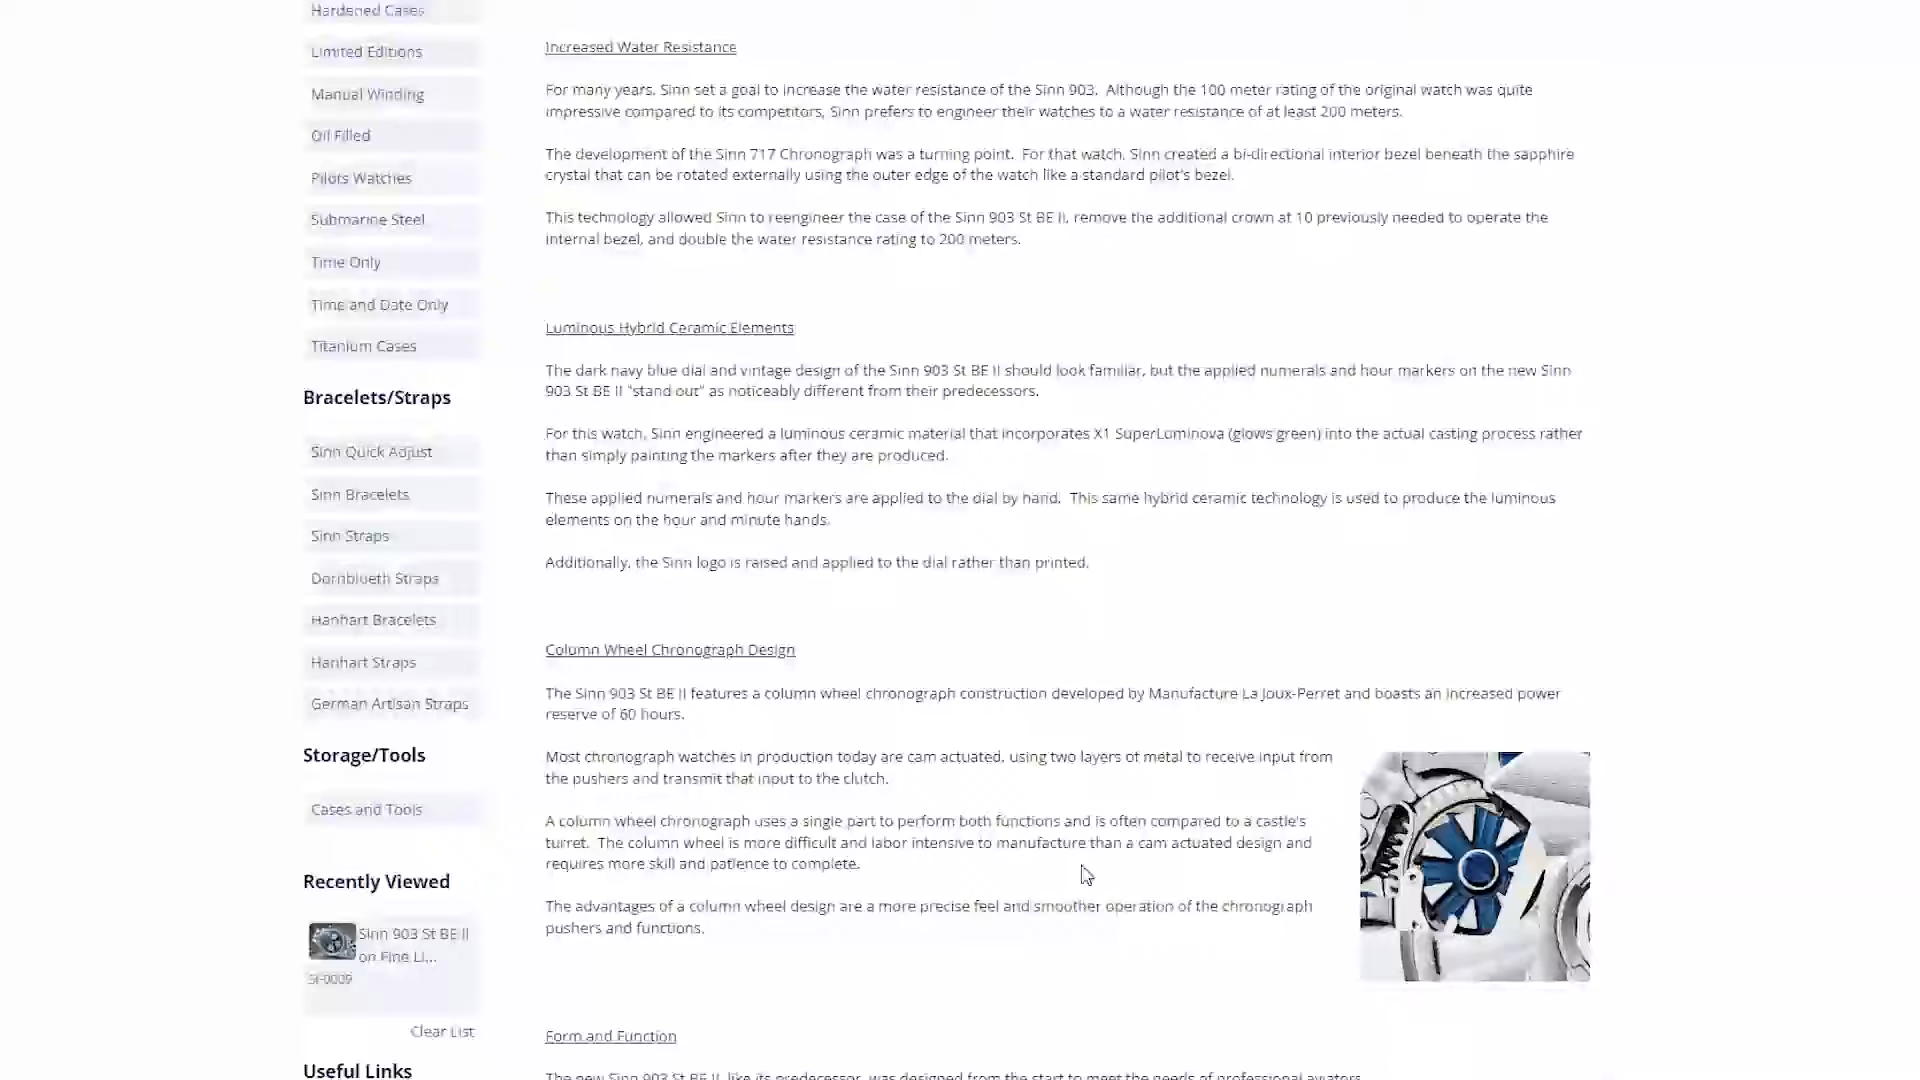 Hardened Cases
Limited Editions
Manual Winding
Oil Filled
Pilots Watches
Submarine Steel
Time Only
Time and Date Only
Titanium Cases
Bracelets/Straps
Sinn Quick Adjust
Sinn Bracelets
Sinn Straps
Dornblueth Straps
Hanhart Bracelets
Hanhart Straps
German Artisan Straps
Storage/Tools
Cases and Tools
Recently Viewed
Sinn 903 St BE II
on Fine Li...
SI-0009
Clear List
Useful Links
Increased Water Resistance
For many years, Sinn set a goal to increase the water resistance of the Sinn 903.  Although the 100 meter rating of the original watch was quite
impressive compared to its competitors, Sinn prefers to engineer their watches to a water resistance of at least 200 meters.
The development of the Sinn 717 Chronograph was a turning point.  For that watch, Sinn created a bi-directional interior bezel beneath the sapphire
crystal that can be rotated externally using the outer edge of the watch like a standard pilot's bezel.
This technology allowed Sinn to reengineer the case of the Sinn 903 St BE II, remove the additional crown at 10 previously needed to operate the
internal bezel, and double the water resistance rating to 200 meters.
Luminous Hybrid Ceramic Elements
The dark navy blue dial and vintage design of the Sinn 903 St BE II should look familiar, but the applied numerals and hour markers on the new Sinn
903 St BE II "stand out" as noticeably different from their predecessors.
For this watch, Sinn engineered a luminous ceramic material that incorporates X1 SuperLuminova (glows green) into the actual casting process rather
than simply painting the markers after they are produced.
These applied numerals and hour markers are applied to the dial by hand.  This same hybrid ceramic technology is used to produce the luminous
elements on the hour and minute hands.
Additionally, the Sinn logo is raised and applied to the dial rather than printed.
Column Wheel Chronograph Design
The Sinn 903 St BE II features a column wheel chronograph construction developed by Manufacture La Joux-Perret and boasts an increased power
reserve of 60 hours.
Most chronograph watches in production today are cam actuated, using two layers of metal to receive input from
the pushers and transmit that input to the clutch.
A column wheel chronograph uses a single part to perform both functions and is often compared to a castle's
turret.  The column wheel is more difficult and labor intensive to manufacture than a cam actuated design and
requires more skill and patience to complete.
The advantages of a column wheel design are a more precise feel and smoother operation of the chronograph
pushers and functions.
Form and Function
The new Sinn 903 St BE II, like its predecessor, was designed from the start to meet the needs of professional aviators.